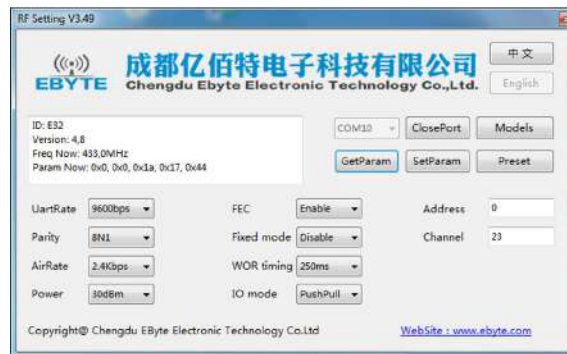 RF Setting V3.49
EBYTE
成都亿佰特电子科技有限公司
Chengdu Ebyte Electronic Technology Co.,Ltd.
中文
English
ID: E32
Version: 4,8
Freq Now: 433,0MHz
Param Now: 0x0, 0x0, 0x1a, 0x17, 0x44
COM10 ClosePort Models
GetParam SetParam Preset
UartRate 9600bps FEC Enable Address 0
Parity 8N1 Fixed mode Disable Channel 23
AirRate 2.4Kbps WOR timing 250ms
Power 30dBm IO mode PushPull
Copyright@ Chengdu EByte Electronic Technology Co.Ltd WebSite : www.ebyte.com